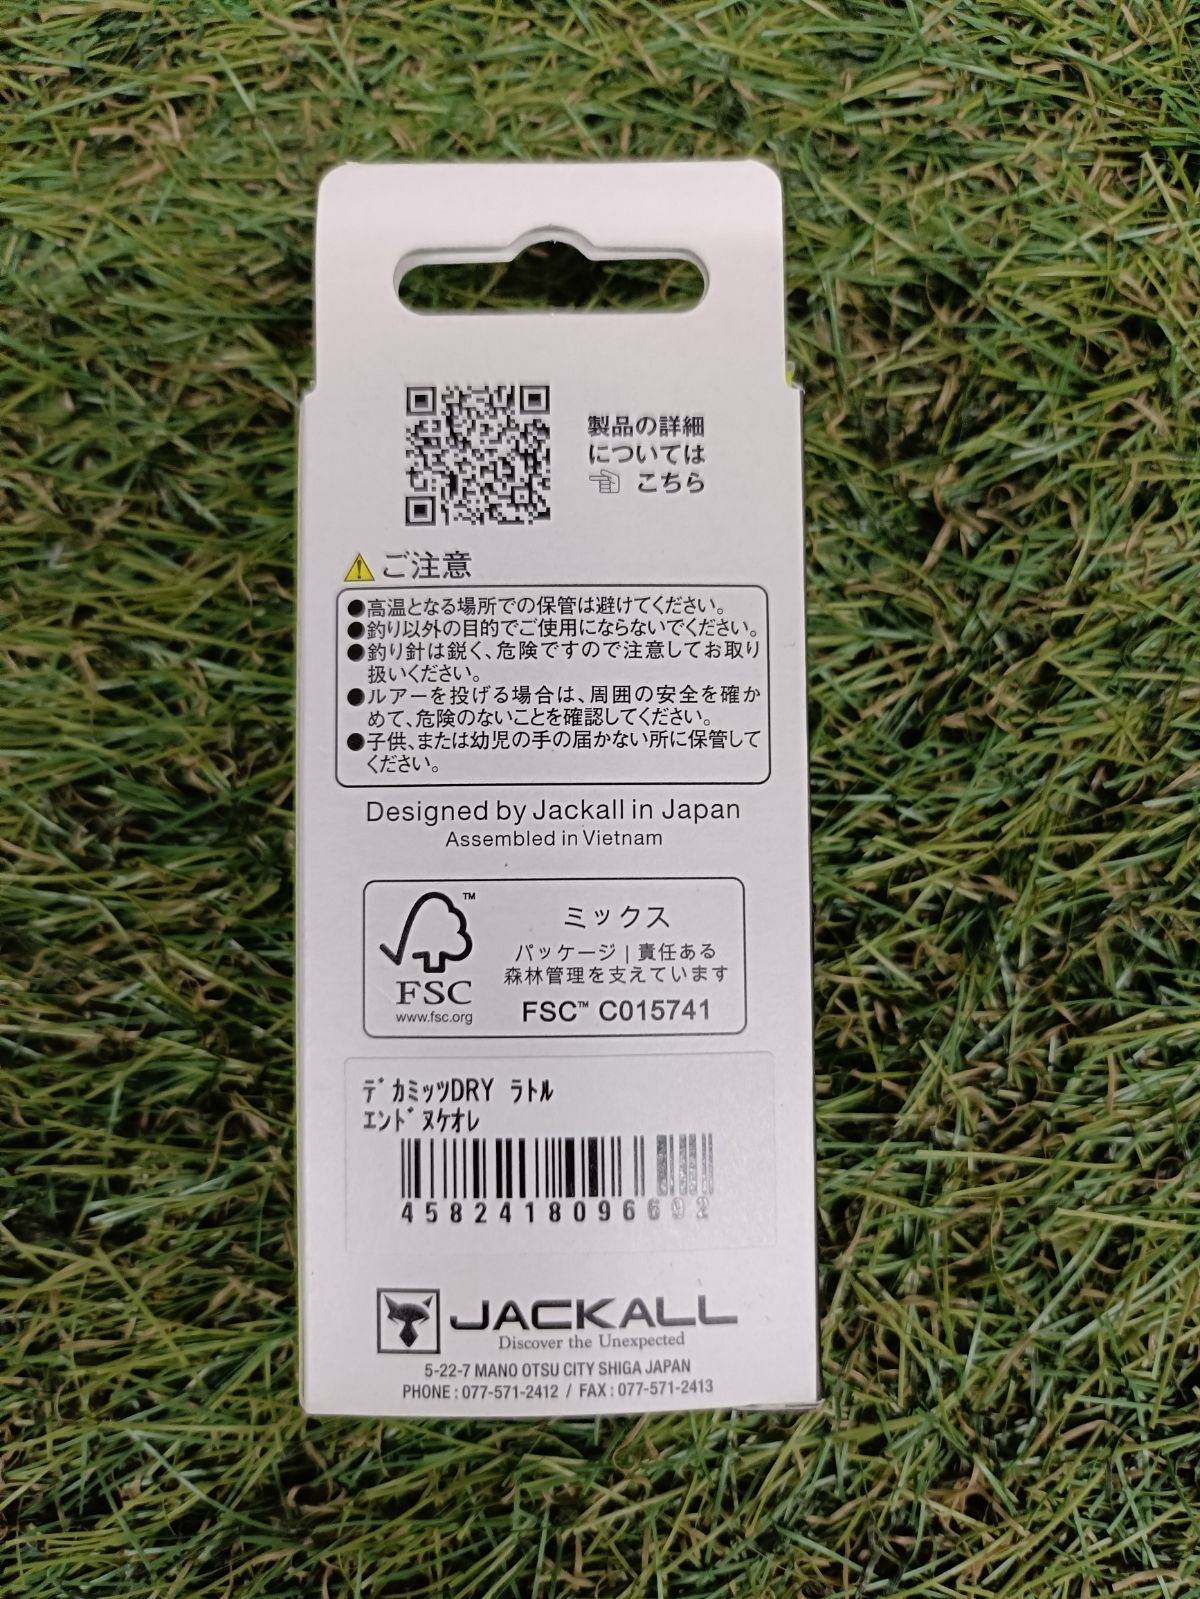 製品の詳細
については
こちら
ご注意
●高温となる場所での保管は避けてください。
●釣り以外の目的でご使用にならないでください。
●釣り針は鋭く、危険ですので注意してお取り
扱いください。
●ルアーを投げる場合は、周囲の安全を確か
めて、危険のないことを確認してください。
●子供、または幼児の手の届かない所に保管して
ください。
Designed by Jackall in Japan
Assembled in Vietnam
ミックス
パッケージ | 責任ある
森林管理を支えています
FSC™ C015741
™
FSC
www.fsc.org
ﾃﾞｶﾐｯﾂDRY ﾗﾄﾙ
ｴﾝﾄﾞﾇｹｵﾚ
4582418096692
JACKALL
Discover the Unexpected
5-22-7 MANO OTSU CITY SHIGA JAPAN
PHONE : 077-571-2412 / FAX : 077-571-2413